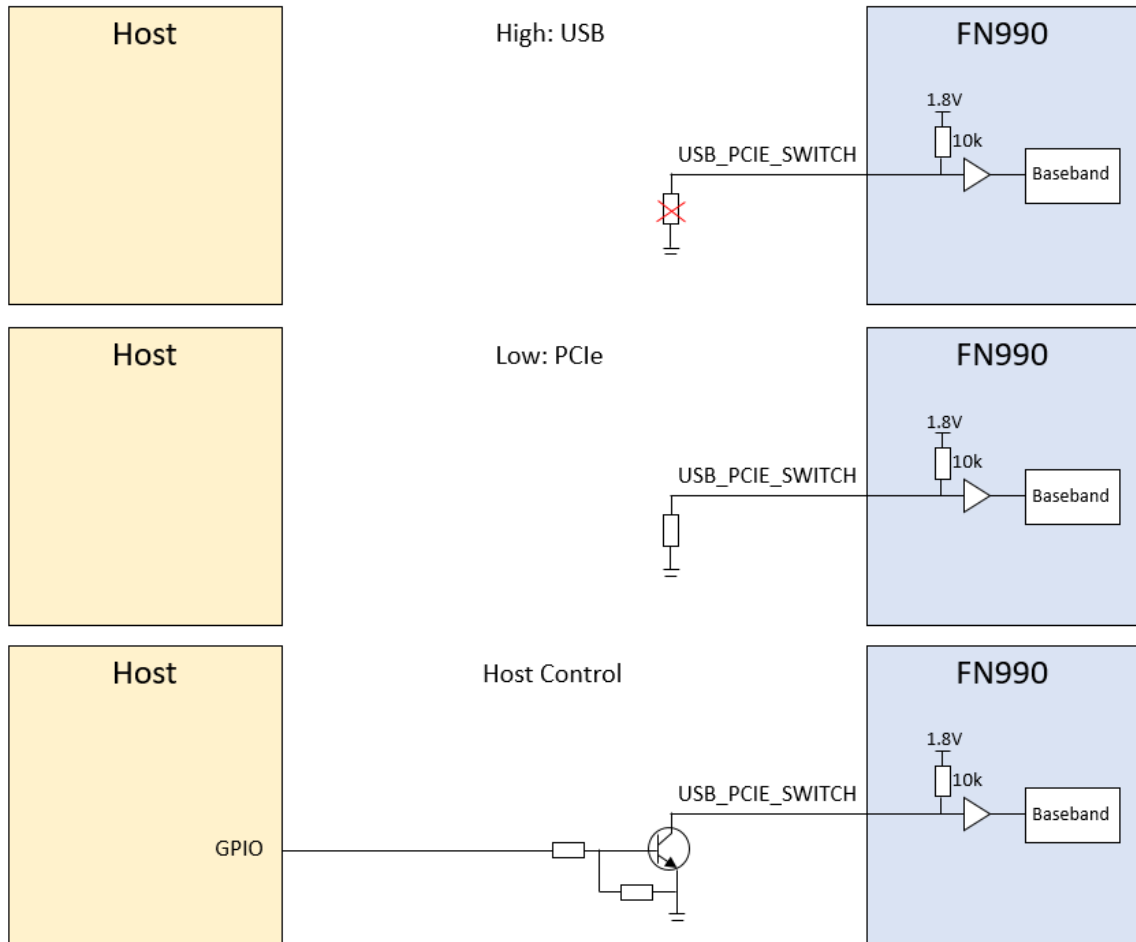 Host
High: USB
FN990
1.8V
10k
USB_PCIE_SWITCH
Baseband
Host
Low: PCIe
FN990
1.8V
10k
USB_PCIE_SWITCH
Baseband
Host
Host Control
FN990
1.8V
10k
USB_PCIE_SWITCH
Baseband
GPIO